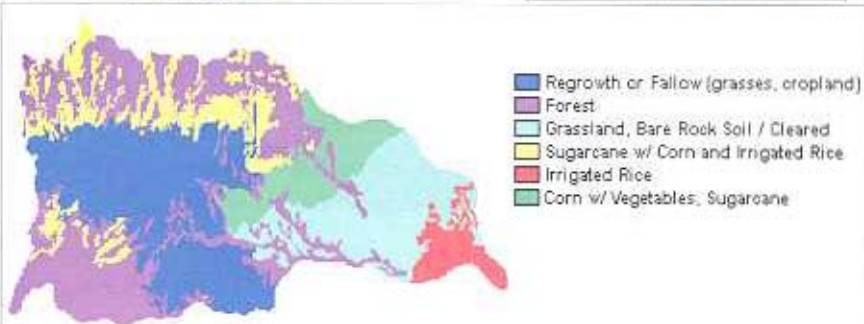 Regrowth or Fallow (grasses, cropland)
Forest
Grassland, Bare Rock Soil / Cleared
Sugarcane w/ Corn and Irrigated Rice
Irrigated Rice
Corn w/ Vegetables, Sugarcane